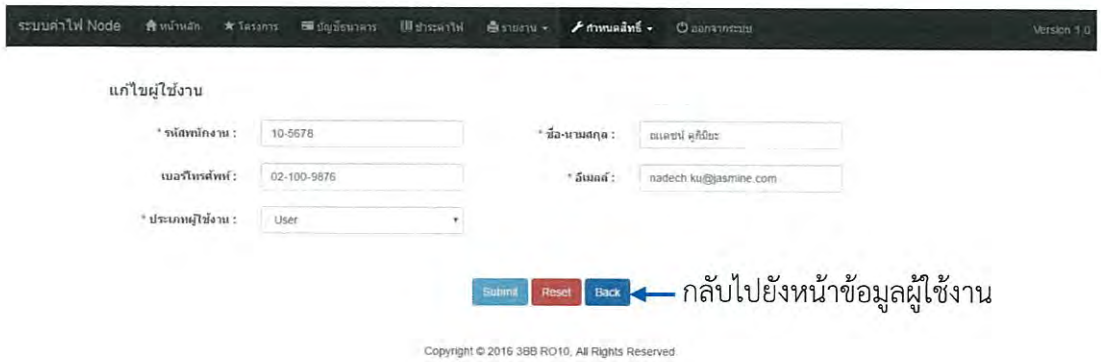 ระบบค่าไฟ Node หน้าหลัก โครงการ บัญชีธนาคาร ชำระค่าไฟ รายงาน กำหนดสิทธิ์ ออกจากระบบ Version 1.0
แก้ไขผู้ใช้งาน
* รหัสพนักงาน : 10-5678 * ชื่อ-นามสกุล : ณเดชน์ คูกิมิยะ
เบอร์โทรศัพท์ : 02-100-9876 * อีเมลล์ : nadech.ku@jasmine.com
* ประเภทผู้ใช้งาน : User
Submit Reset Back กลับไปยังหน้าข้อมูลผู้ใช้งาน
Copyright © 2016 3BB RO10, All Rights Reserved